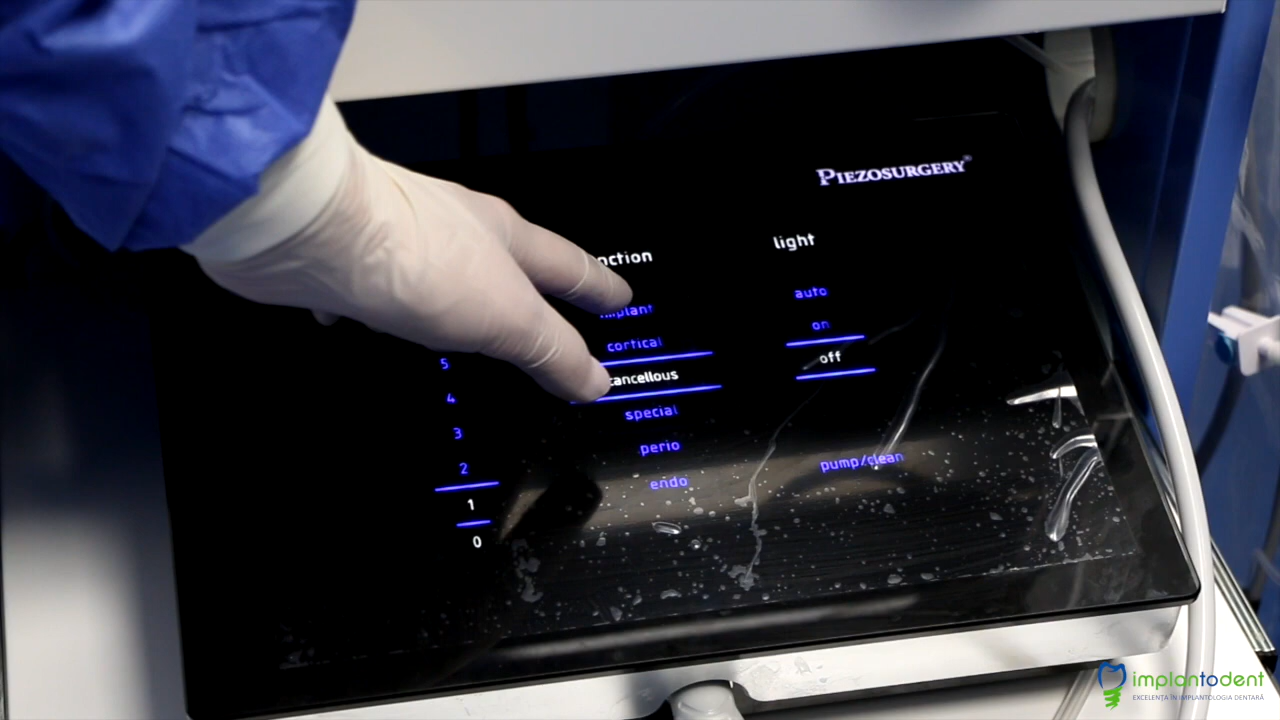 PIEZOSURGERY®
nction
light
implant
auto
cortical
on
5
cancellous
off
4
special
3
perio
pump/clean
2
endo
1
0
implantodent
EXCELENȚA ÎN IMPLANTOLOGIA DENTARĂ